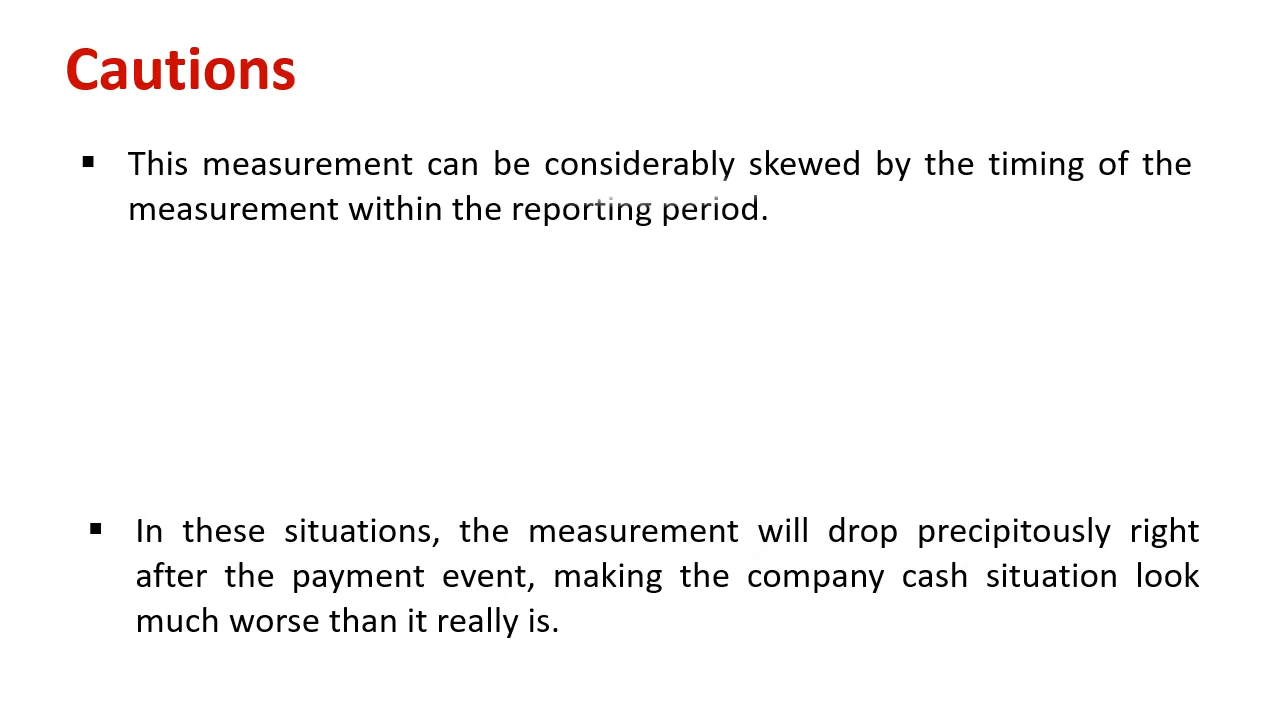 Cautions
▪ This measurement can be considerably skewed by the timing of the
measurement within the reporting period.
▪ In these situations, the measurement will drop precipitously right
after the payment event, making the company cash situation look
much worse than it really is.